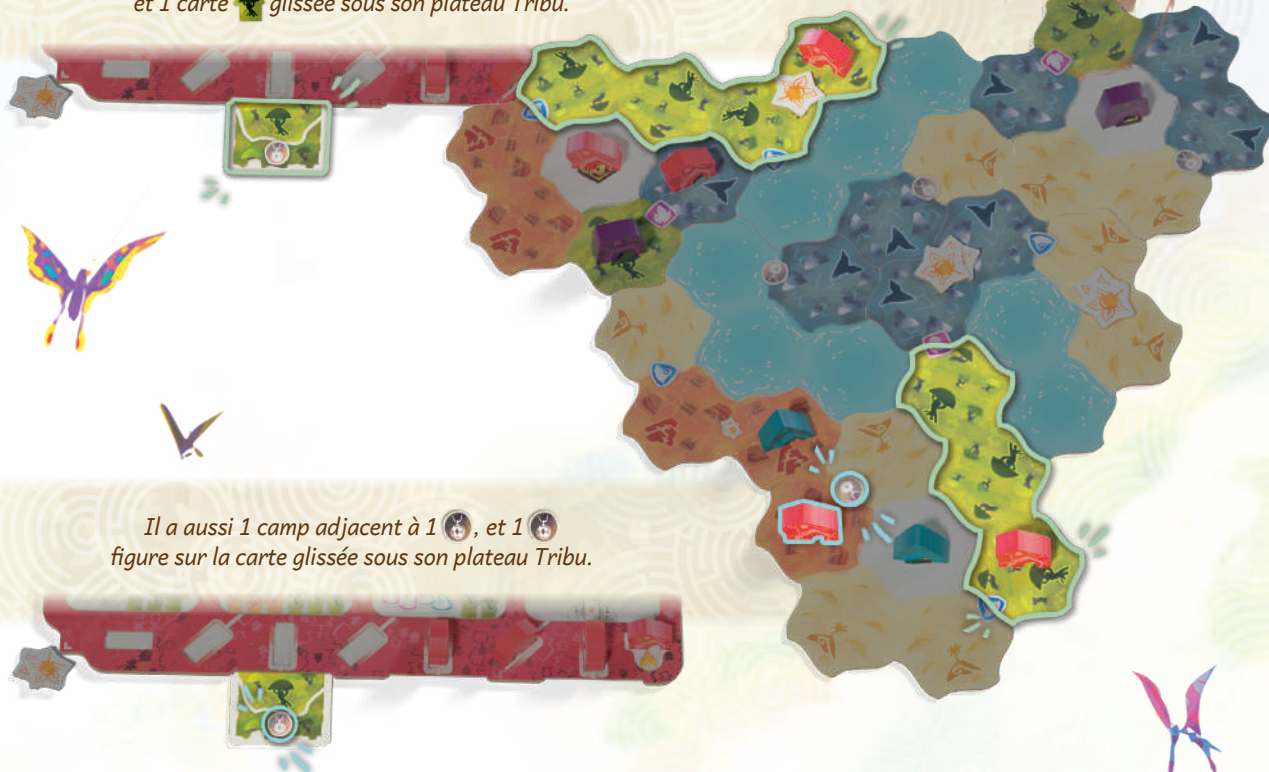 et 1 carte glissée sous son plateau Tribu.
Il a aussi 1 camp adjacent à 1 , et 1
figure sur la carte glissée sous son plateau Tribu.